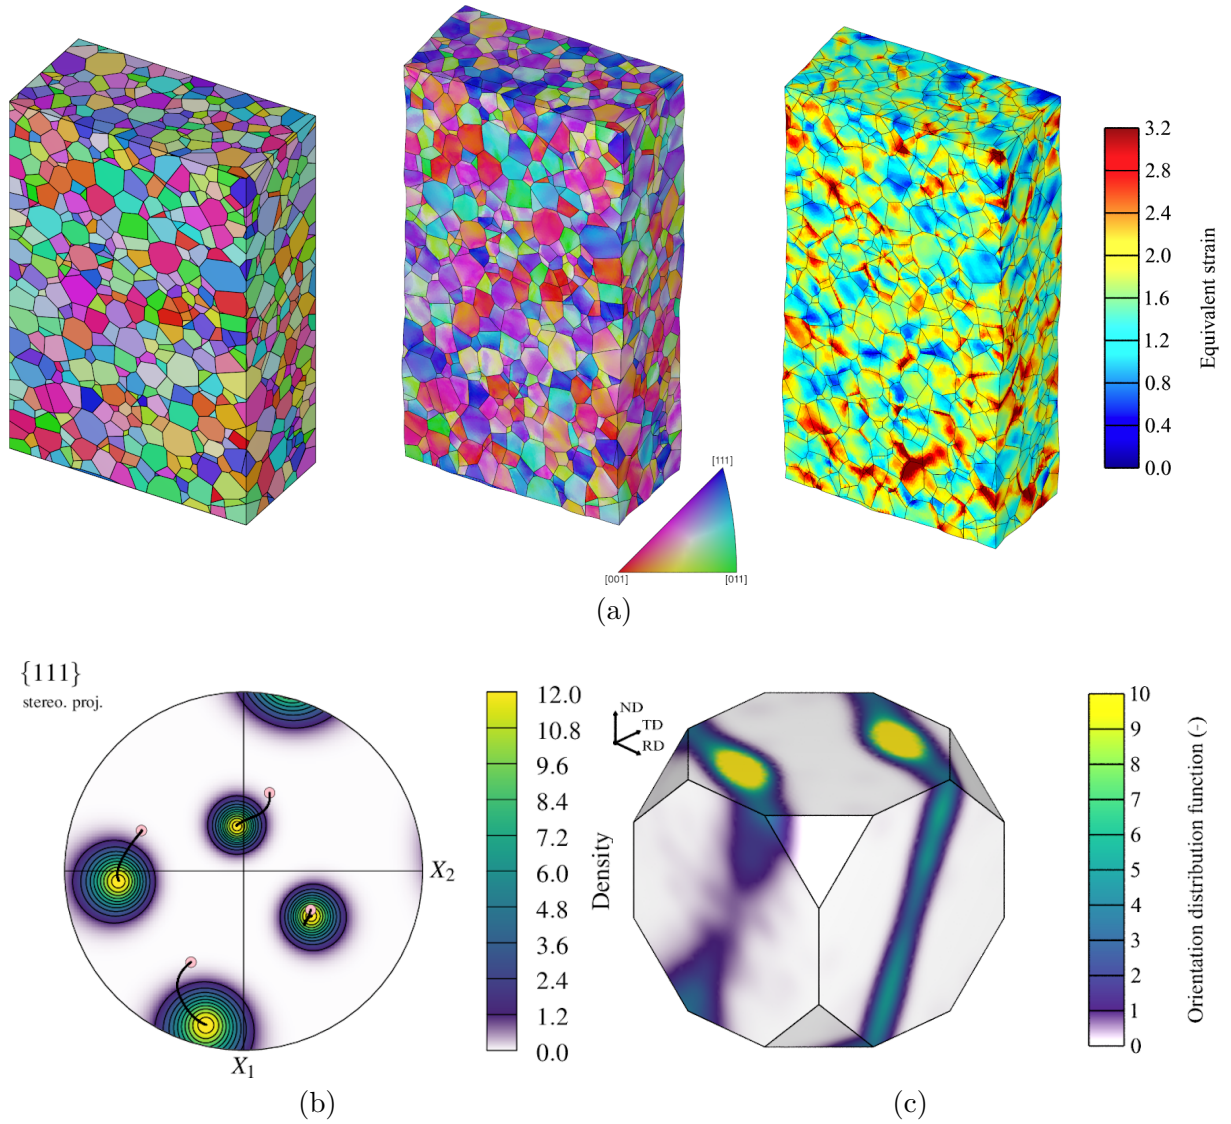 3.2
2.8
2.4
2.0
1.6
1.2
0.8
0.4
0.0
Equivalent strain
[111]
[001]
[011]
(a)
{111}
stereo. proj.
X2
X1
12.0
10.8
9.6
8.4
7.2
6.0
4.8
3.6
2.4
1.2
0.0
Density
(b)
ND
TD
RD
10
9
8
7
6
5
4
3
2
1
0
Orientation distribution function (-)
(c)